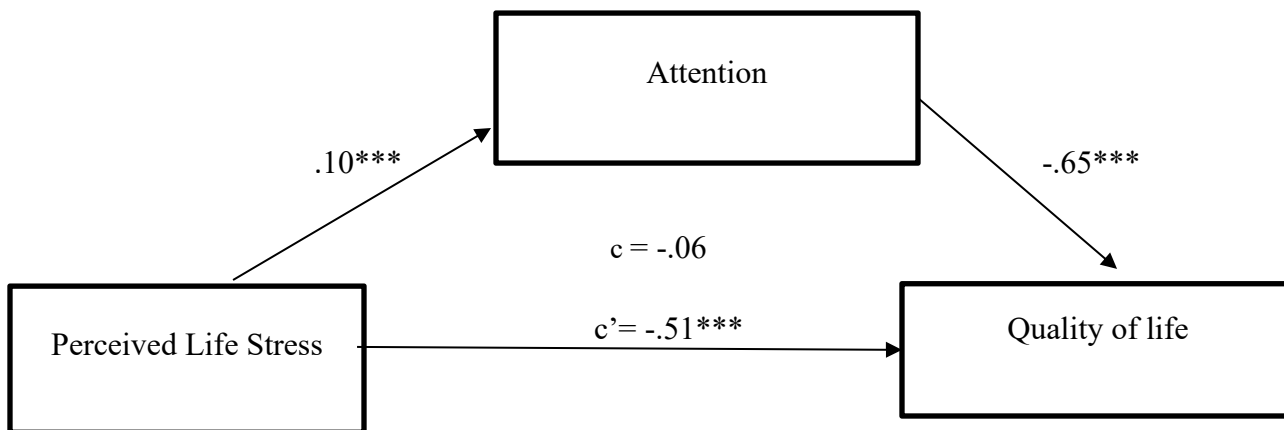 Attention
.10***
-.65***
c = -.06
Perceived Life Stress
c’= -.51***
Quality of life